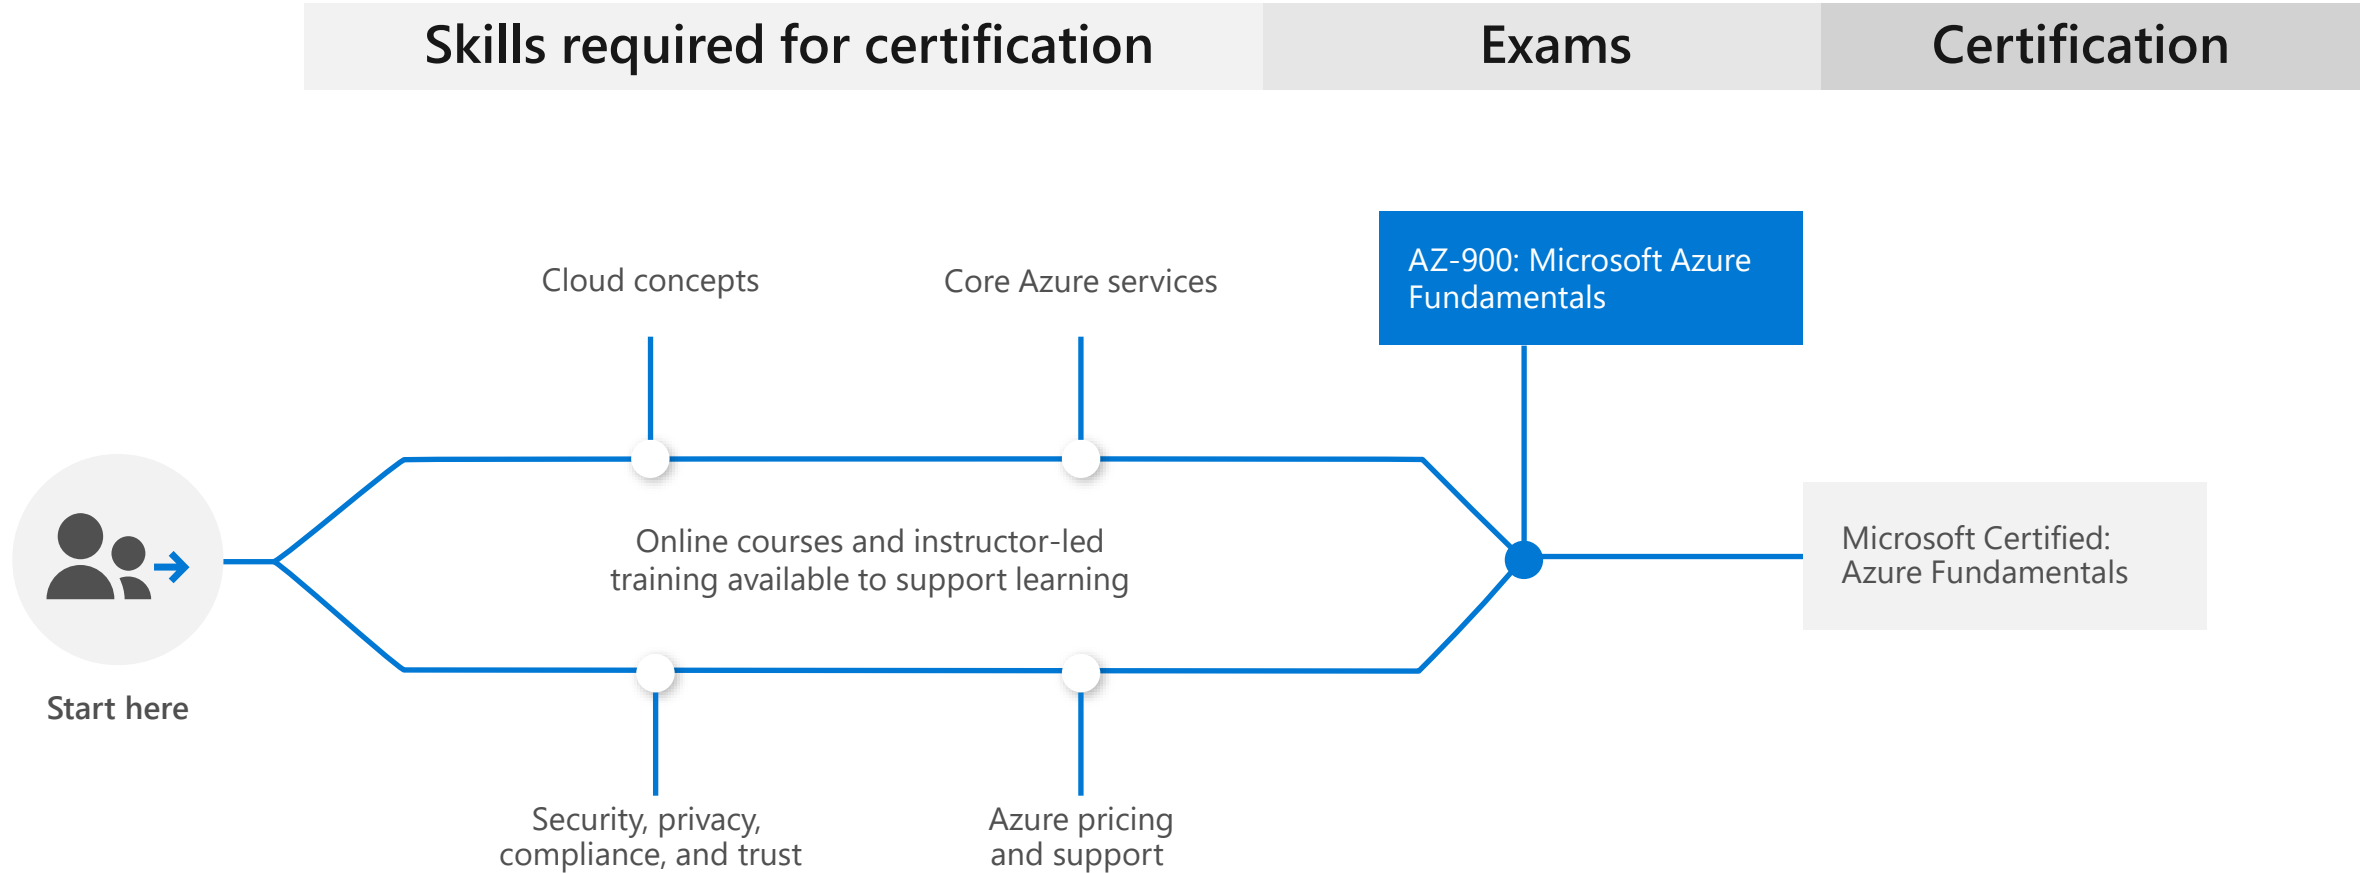 Skills required for certification
Exams
Certification
Cloud concepts
Core Azure services
AZ-900: Microsoft Azure
Fundamentals
Online courses and instructor-led
training available to support learning
Microsoft Certified:
Azure Fundamentals
Start here
Security, privacy,
compliance, and trust
Azure pricing
and support